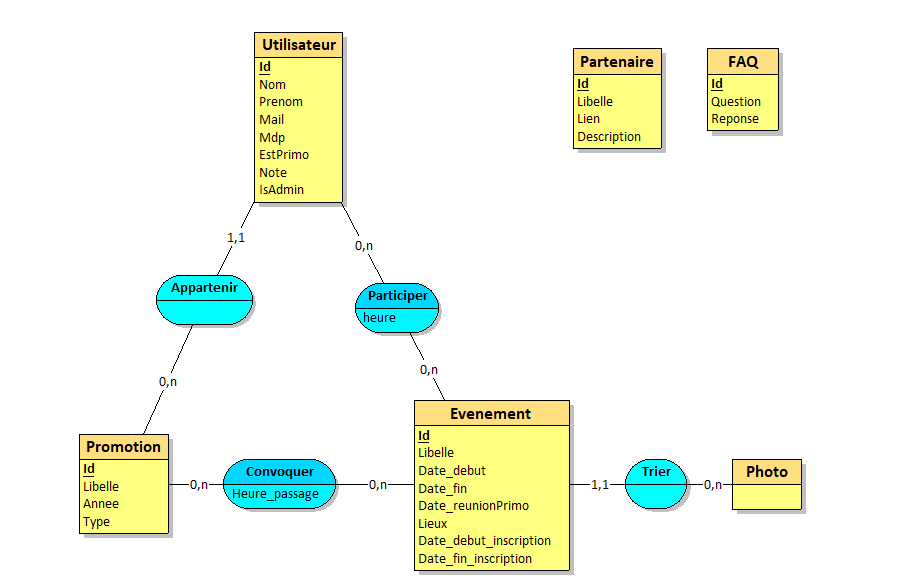 Utilisateur
Id
Nom
Prenom
Mail
Mdp
EstPrimo
Note
IsAdmin
Partenaire
Id
Libelle
Lien
Description
FAQ
Id
Question
Reponse
1,1
0,n
Appartenir
Participer
heure
0,n
0,n
Promotion
Id
Libelle
Annee
Type
0,n
Convoquer
Heure_passage
0,n
Evenement
Id
Libelle
Date_debut
Date_fin
Date_reunionPrimo
Lieux
Date_debut_inscription
Date_fin_inscription
1,1
Trier
0,n
Photo